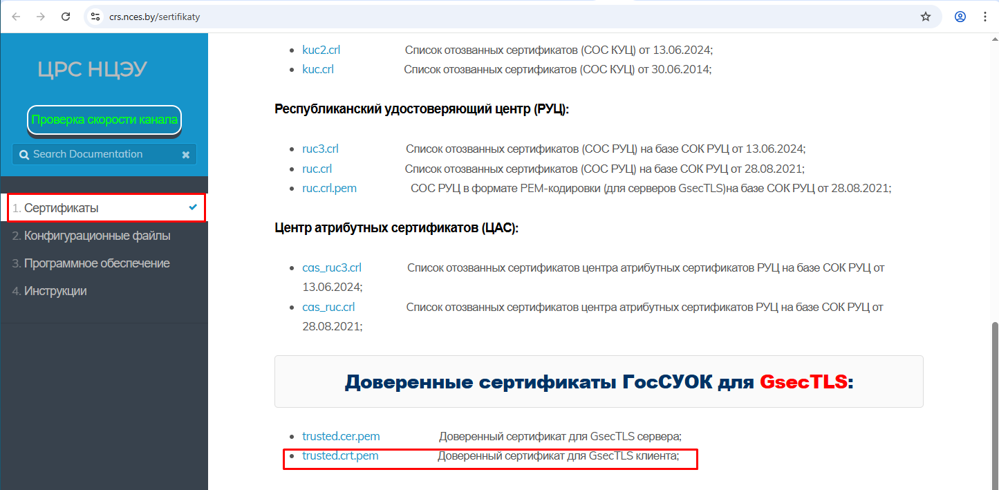 crs.nces.by/sertifikaty
ЦРС НЦЭУ
Проверка скорости канала
Search Documentation
1. Сертификаты
2. Конфигурационные файлы
3. Программное обеспечение
4. Инструкции
kuc2.crl Список отозванных сертификатов (СОС КУЦ) от 13.06.2024;
kuc.crl Список отозванных сертификатов (СОС КУЦ) от 30.06.2014;
Республиканский удостоверяющий центр (РУЦ):
ruc3.crl Список отозванных сертификатов (СОС РУЦ) на базе СОК РУЦ от 13.06.2024;
ruc.crl Список отозванных сертификатов (СОС РУЦ) на базе СОК РУЦ от 28.08.2021;
ruc.crl.pem СОС РУЦ в формате PEM-кодировки (для серверов GsecTLS)на базе СОК РУЦ от 28.08.2021;
Центр атрибутных сертификатов (ЦАС):
cas_ruc3.crl Список отозванных сертификатов центра атрибутных сертификатов РУЦ на базе СОК РУЦ от
13.06.2024;
cas_ruc.crl Список отозванных сертификатов центра атрибутных сертификатов РУЦ на базе СОК РУЦ от
28.08.2021;
Доверенные сертификаты ГосСУОК для GsecTLS:
trusted.cer.pem Доверенный сертификат для GsecTLS сервера;
trusted.crt.pem Доверенный сертификат для GsecTLS клиента;